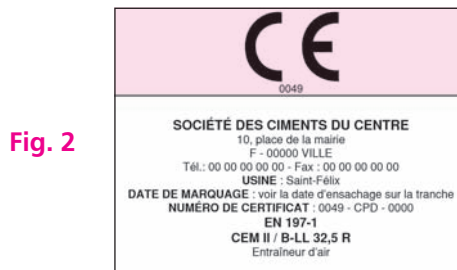 CE
0049
Fig. 2
SOCIÉTÉ DES CIMENTS DU CENTRE
10, place de la mairie
F - 00000 VILLE
Tél.: 00 00 00 00 00 - Fax : 00 00 00 00 00
USINE : Saint-Félix
DATE DE MARQUAGE : voir la date d'ensachage sur la tranche
NUMÉRO DE CERTIFICAT : 0049 - CPD - 0000
EN 197-1
CEM II / B-LL 32,5 R
Entraîneur d'air